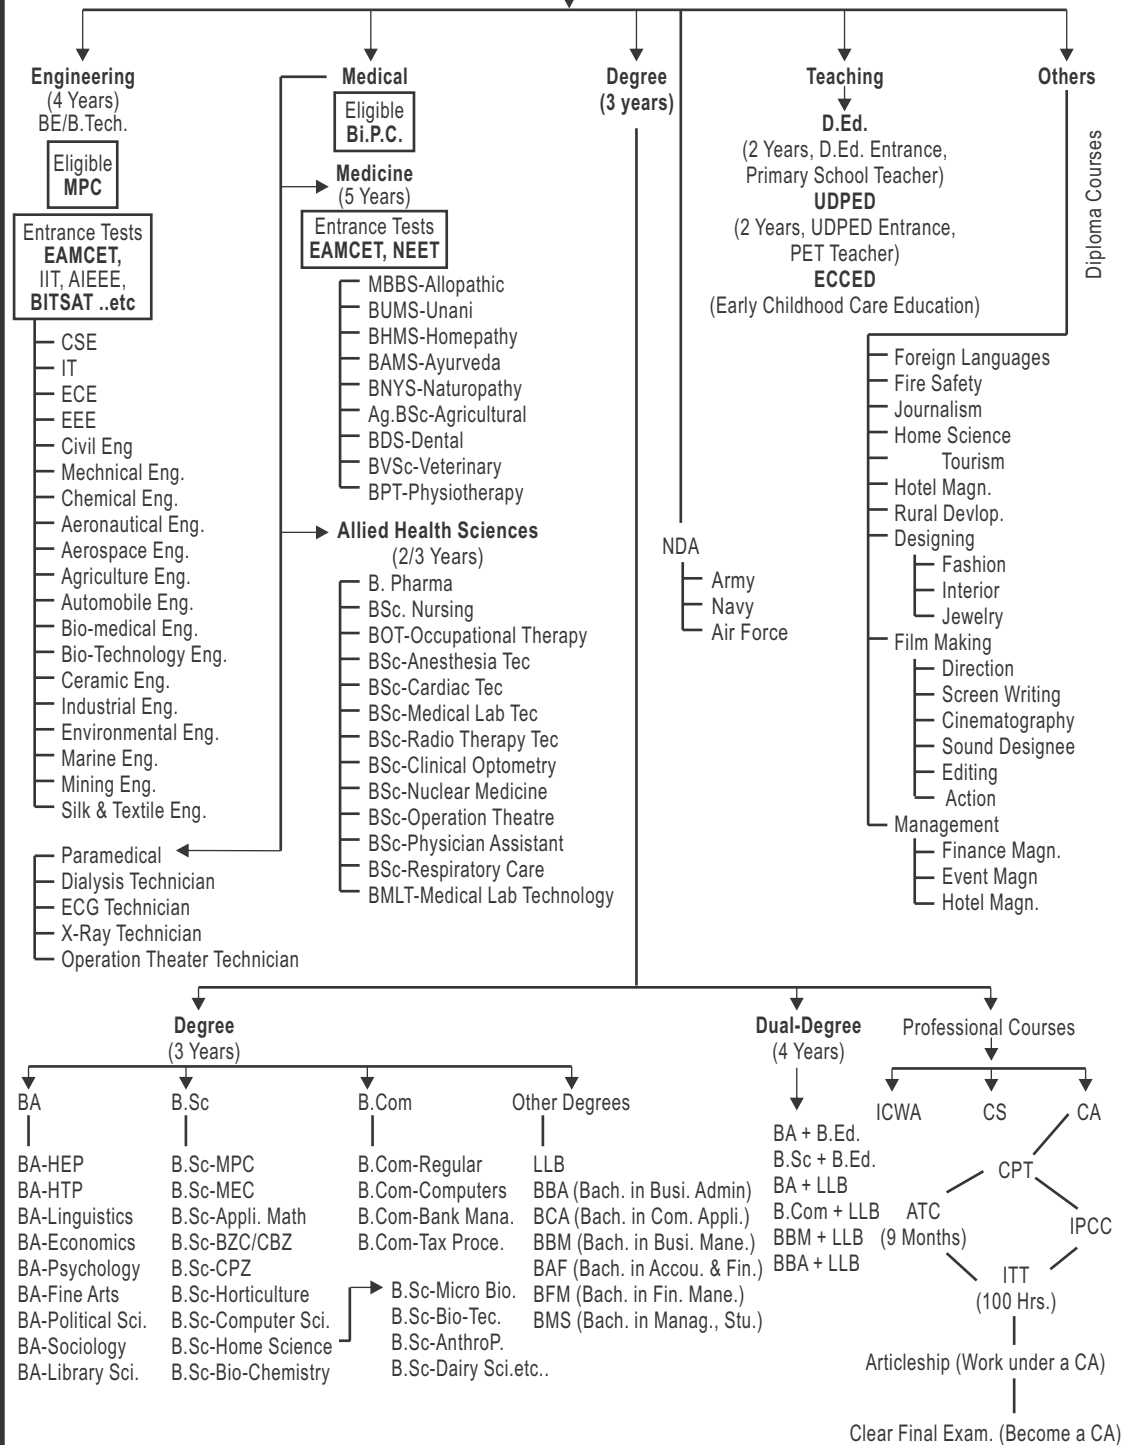 Engineering
(4 Years)
BE/B.Tech.
Eligible
MPC
Entrance Tests
EAMCET,
IIT, AIEEE,
BITSAT ..etc
CSE
IT
ECE
EEE
Civil Eng
Mechnical Eng.
Chemical Eng.
Aeronautical Eng.
Aerospace Eng.
Agriculture Eng.
Automobile Eng.
Bio-medical Eng.
Bio-Technology Eng.
Ceramic Eng.
Industrial Eng.
Environmental Eng.
Marine Eng.
Mining Eng.
Silk & Textile Eng.
Paramedical
Dialysis Technician
ECG Technician
X-Ray Technician
Operation Theater Technician
Medical
Eligible
Bi.P.C.
Medicine
(5 Years)
Entrance Tests
EAMCET, NEET
MBBS-Allopathic
BUMS-Unani
BHMS-Homepathy
BAMS-Ayurveda
BNYS-Naturopathy
Ag.BSc-Agricultural
BDS-Dental
BVSc-Veterinary
BPT-Physiotherapy
Allied Health Sciences
(2/3 Years)
B. Pharma
BSc. Nursing
BOT-Occupational Therapy
BSc-Anesthesia Tec
BSc-Cardiac Tec
BSc-Medical Lab Tec
BSc-Radio Therapy Tec
BSc-Clinical Optometry
BSc-Nuclear Medicine
BSc-Operation Theatre
BSc-Physician Assistant
BSc-Respiratory Care
BMLT-Medical Lab Technology
Degree
(3 years)
NDA
Army
Navy
Air Force
Teaching
D.Ed.
(2 Years, D.Ed. Entrance,
Primary School Teacher)
UDPED
(2 Years, UDPED Entrance,
PET Teacher)
ECCED
(Early Childhood Care Education)
Others
Diploma Courses
Foreign Languages
Fire Safety
Journalism
Home Science
Tourism
Hotel Magn.
Rural Devlop.
Designing
Fashion
Interior
Jewelry
Film Making
Direction
Screen Writing
Cinematography
Sound Designee
Editing
Action
Management
Finance Magn.
Event Magn
Hotel Magn.
Degree
(3 Years)
BA
BA-HEP
BA-HTP
BA-Linguistics
BA-Economics
BA-Psychology
BA-Fine Arts
BA-Political Sci.
BA-Sociology
BA-Library Sci.
B.Sc
B.Sc-MPC
B.Sc-MEC
B.Sc-Appli. Math
B.Sc-BZC/CBZ
B.Sc-CPZ
B.Sc-Horticulture
B.Sc-Computer Sci.
B.Sc-Home Science
B.Sc-Bio-Chemistry
B.Com
B.Com-Regular
B.Com-Computers
B.Com-Bank Mana.
B.Com-Tax Proce.
B.Sc-Micro Bio.
B.Sc-Bio-Tec.
B.Sc-AnthroP.
B.Sc-Dairy Sci.etc..
Other Degrees
LLB
BBA (Bach. in Busi. Admin)
BCA (Bach. in Com. Appli.)
BBM (Bach. in Busi. Mane.)
BAF (Bach. in Accou. & Fin.)
BFM (Bach. in Fin. Mane.)
BMS (Bach. in Manag., Stu.)
Dual-Degree
(4 Years)
BA + B.Ed.
B.Sc + B.Ed.
BA + LLB
B.Com + LLB
BBM + LLB
BBA + LLB
Professional Courses
ICWA
CS
CA
CPT
ATC
(9 Months)
IPCC
ITT
(100 Hrs.)
Articleship (Work under a CA)
Clear Final Exam. (Become a CA)